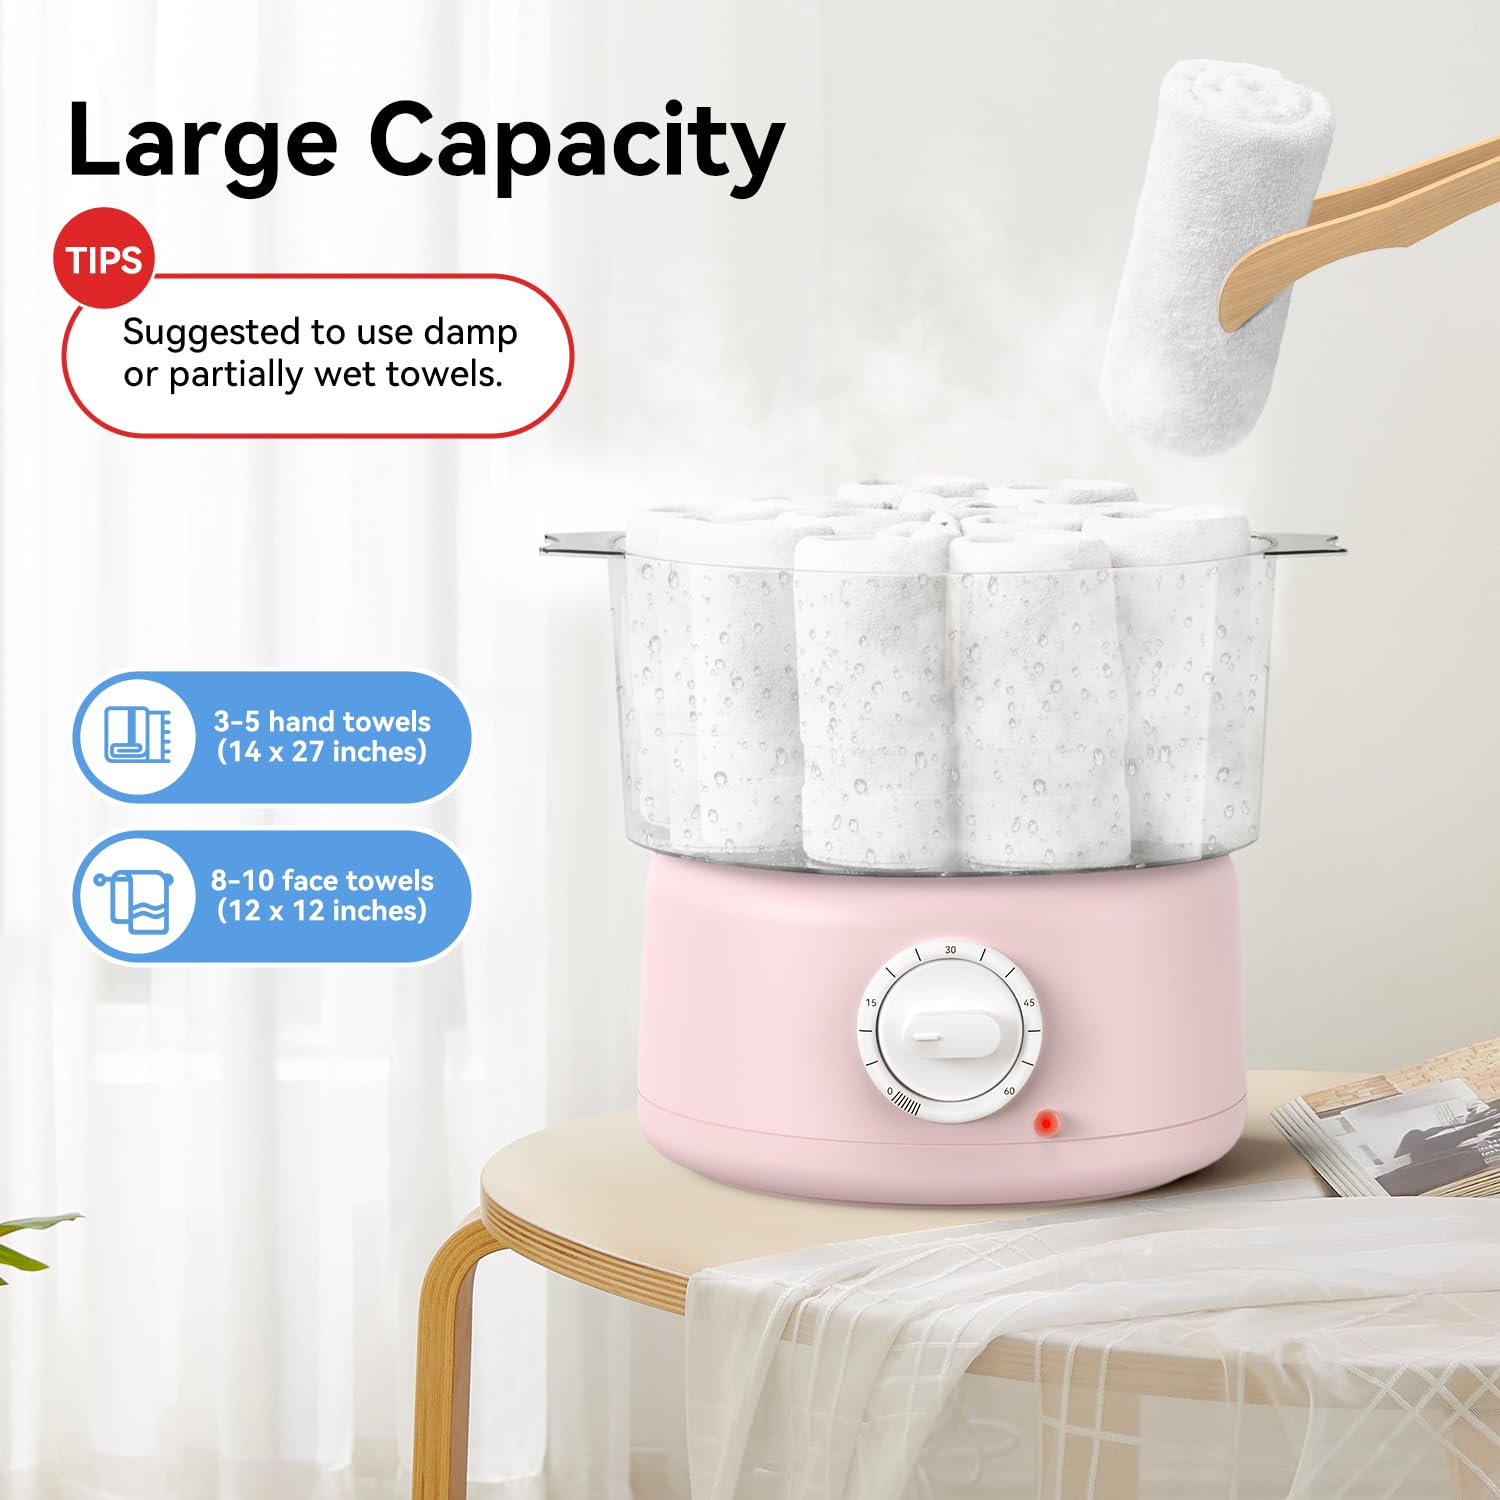 Large Capacity
TIPS
Suggested to use damp
or partially wet towels.
3-5 hand towels
(14 x 27 inches)
8-10 face towels
(12 x 12 inches)
30
15
45
0
60